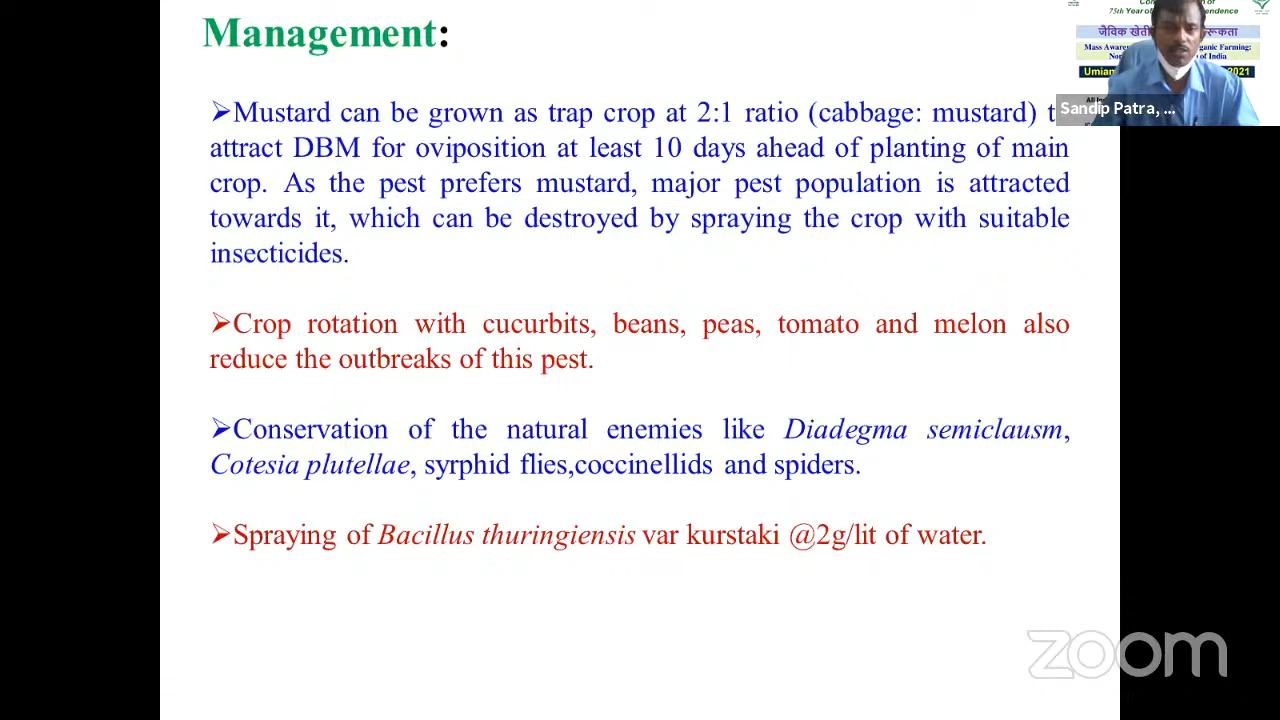 Management:
➢Mustard can be grown as trap crop at 2:1 ratio (cabbage: mustard)
attract DBM for oviposition at least 10 days ahead of planting of main
crop. As the pest prefers mustard, major pest population is attracted
towards it, which can be destroyed by spraying the crop with suitable
insecticides.
➢Crop rotation with cucurbits, beans, peas, tomato and melon also
reduce the outbreaks of this pest.
➢Conservation of the natural enemies like Diadegma semiclausm,
Cotesia plutellae, syrphid flies,coccinellids and spiders.
➢Spraying of Bacillus thuringiensis var kurstaki @2g/lit of water.
75th Year of
जैविक खेती
Mass
ganic Farming:
of India
Umiam
2021
Sandip Patra, ...
zoom